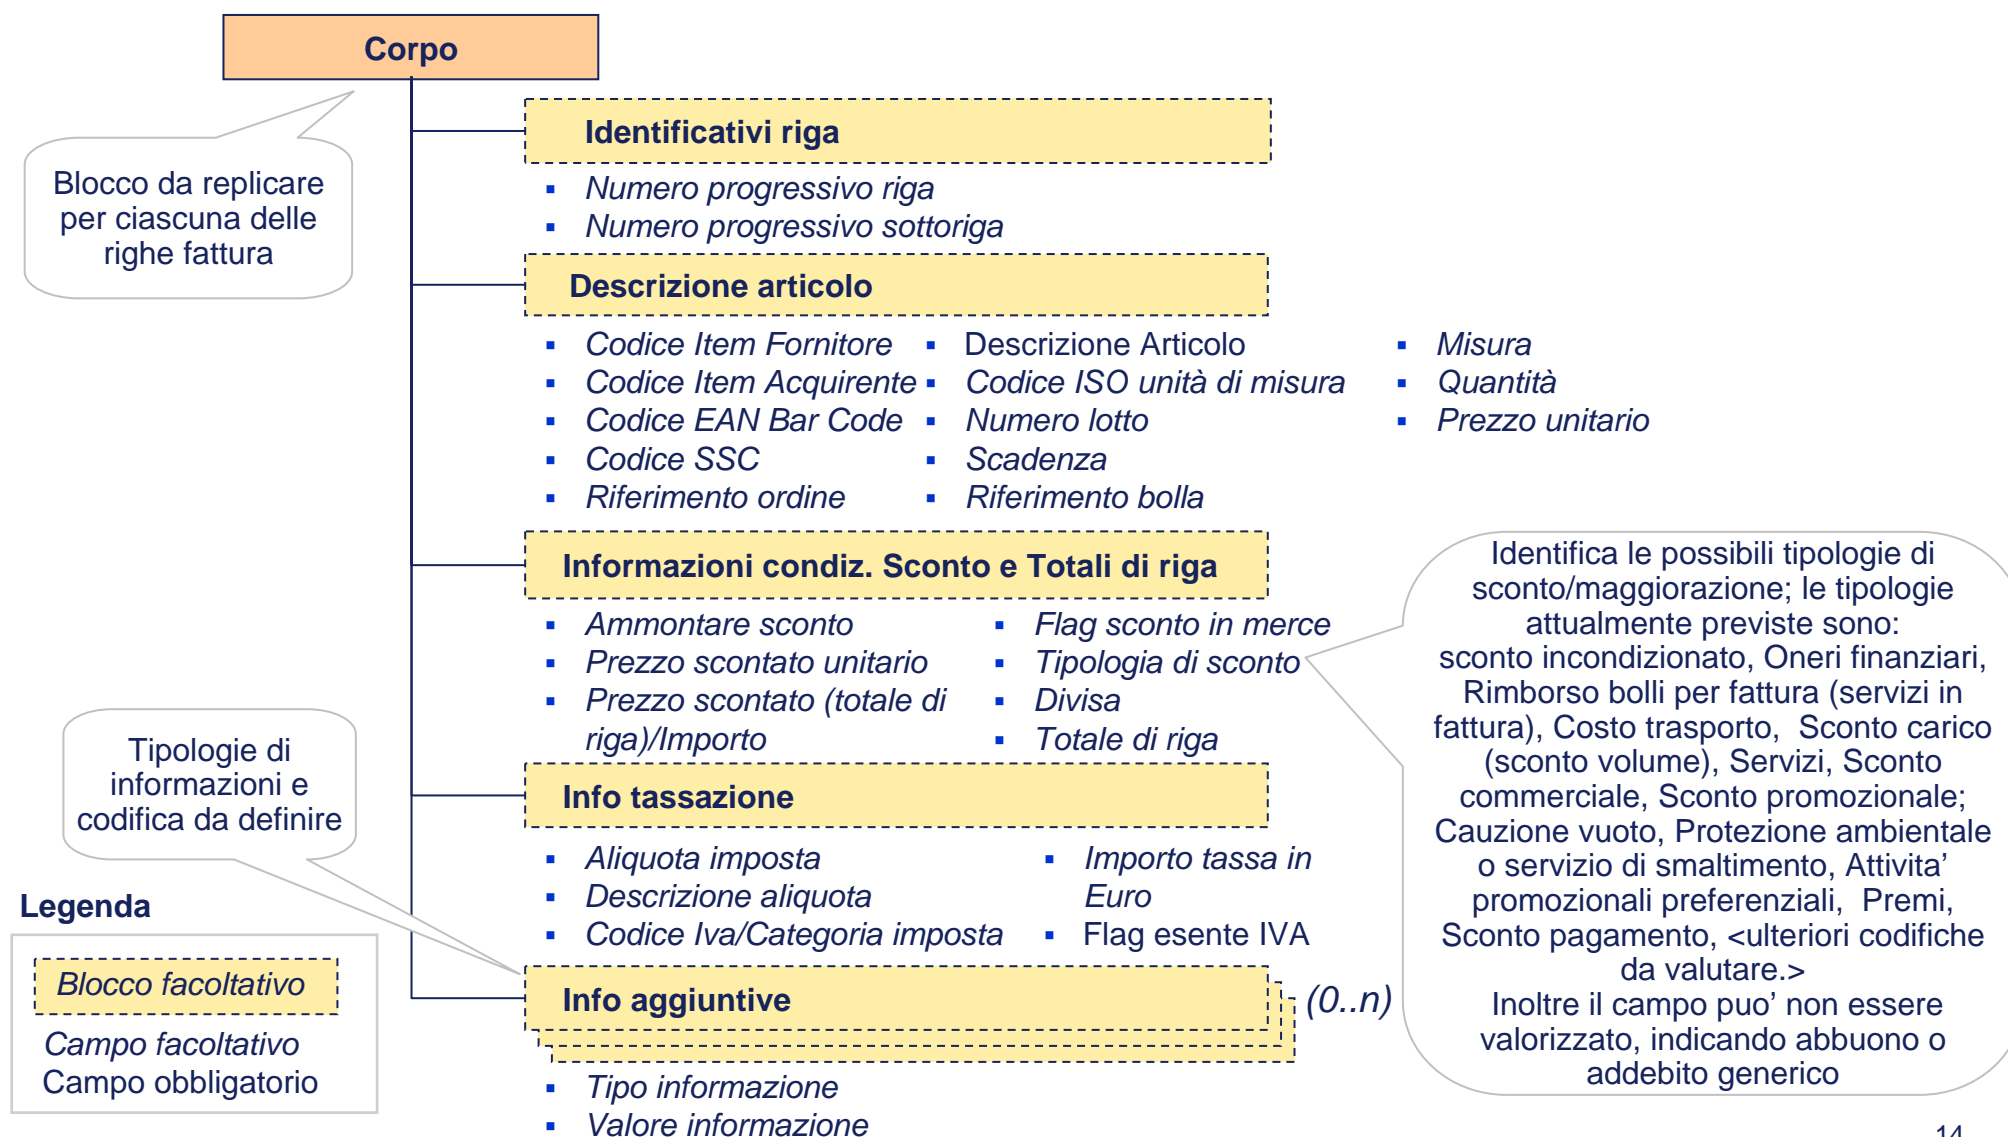 Corpo
Blocco da replicare
per ciascuna delle
righe fattura
Identificativi riga
Numero progressivo riga
Numero progressivo sottoriga
Descrizione articolo
Codice Item Fornitore
Codice Item Acquirente
Codice EAN Bar Code
Codice SSC
Riferimento ordine
Descrizione Articolo
Codice ISO unità di misura
Numero lotto
Scadenza
Riferimento bolla
Misura
Quantità
Prezzo unitario
Informazioni condiz. Sconto e Totali di riga
Ammontare sconto
Prezzo scontato unitario
Prezzo scontato (totale di
riga)/Importo
Flag sconto in merce
Tipologia di sconto
Divisa
Totale di riga
Identifica le possibili tipologie di
sconto/maggiorazione; le tipologie
attualmente previste sono:
sconto incondizionato, Oneri finanziari,
Rimborso bolli per fattura (servizi in
fattura), Costo trasporto, Sconto carico
(sconto volume), Servizi, Sconto
commerciale, Sconto promozionale;
Cauzione vuoto, Protezione ambientale
o servizio di smaltimento, Attivita'
promozionali preferenziali, Premi,
Sconto pagamento, <ulteriori codifiche
da valutare.>
Inoltre il campo puo' non essere
valorizzato, indicando abbuono o
addebito generico
Tipologie di
informazioni e
codifica da definire
Info tassazione
Aliquota imposta
Descrizione aliquota
Codice Iva/Categoria imposta
Importo tassa in
Euro
Flag esente IVA
Info aggiuntive
(0..n)
Tipo informazione
Valore informazione
Legenda
Blocco facoltativo
Campo facoltativo
Campo obbligatorio
14